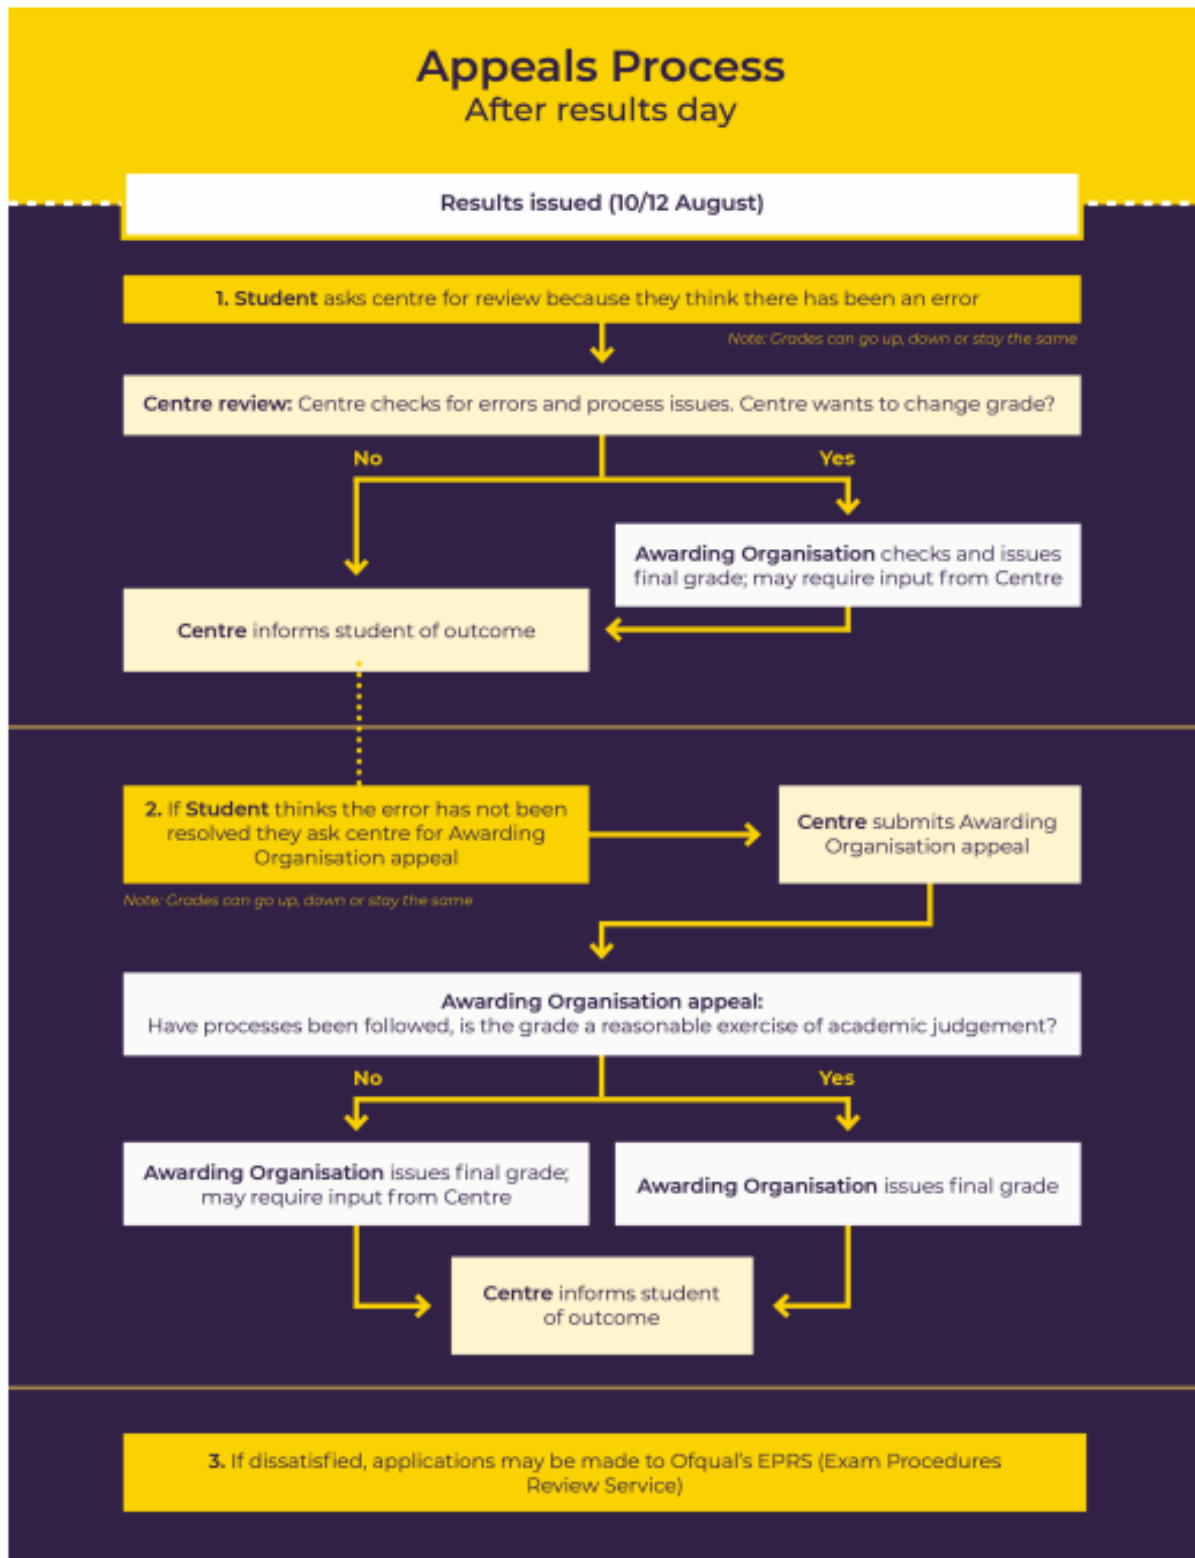 Appeals Process
After results day
Results issued (10/12 August)
1. Student asks centre for review because they think there has been an error
Note: Grades can go up, down or stay the same
Centre review: Centre checks for errors and process issues. Centre wants to change grade?
No
Yes
Awarding Organisation checks and issues
final grade; may require input from Centre
Centre informs student of outcome
2. If Student thinks the error has not been
resolved they ask centre for Awarding
Organisation appeal
Centre submits Awarding
Organisation appeal
Note: Grades can go up, down or stay the same
Awarding Organisation appeal:
Have processes been followed, is the grade a reasonable exercise of academic judgement?
No
Yes
Awarding Organisation issues final grade;
may require input from Centre
Awarding Organisation issues final grade
Centre informs student
of outcome
3. If dissatisfied, applications may be made to Ofqual's EPRS (Exam Procedures
Review Service)